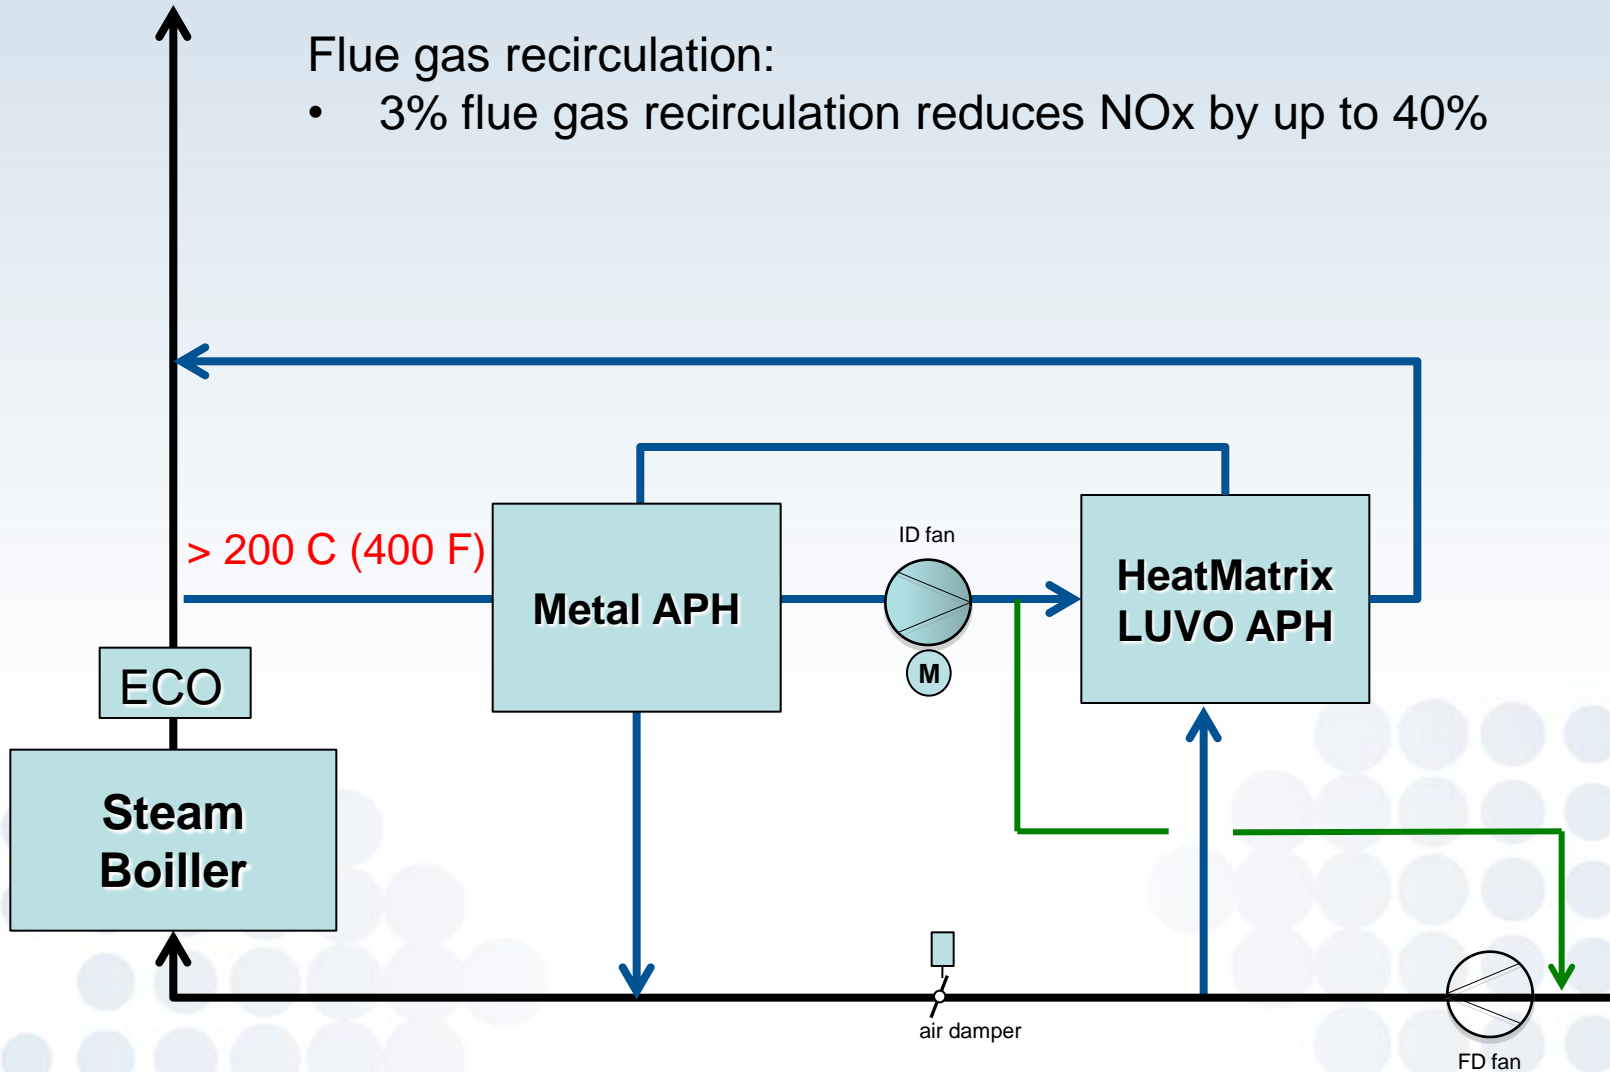 Flue gas recirculation:
• 3% flue gas recirculation reduces NOx by up to 40%
> 200 C (400 F)
Metal APH
ID fan
M
HeatMatrix
LUVO APH
ECO
Steam
Boiller
air damper
FD fan